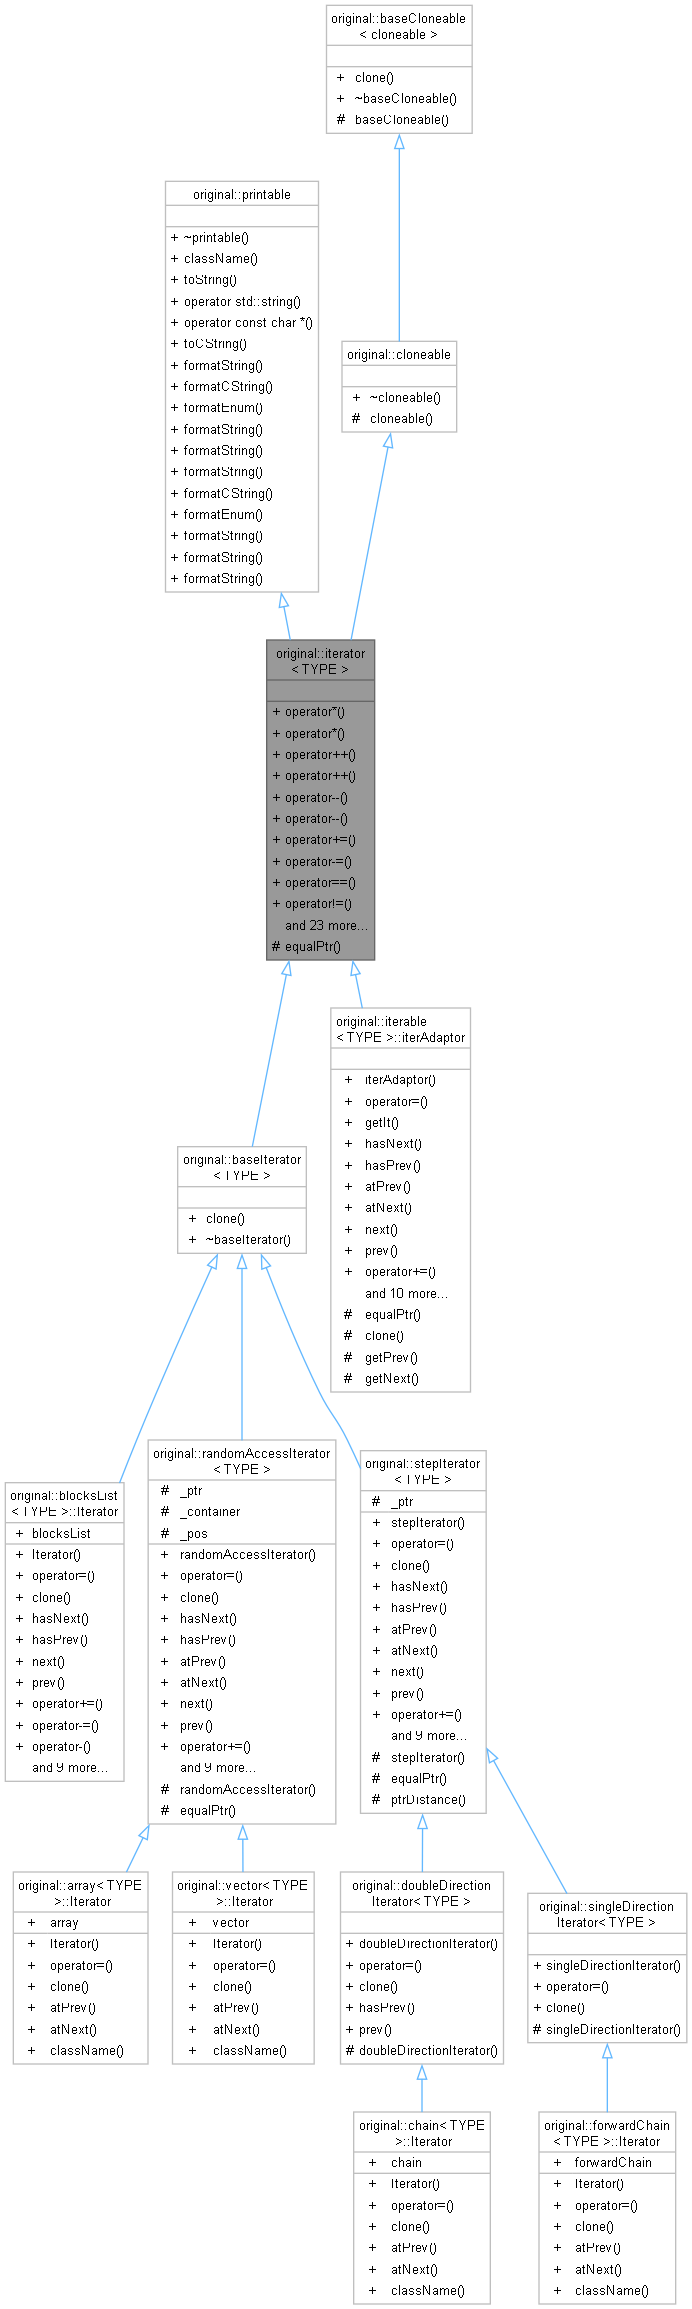 original::baseCloneable
< cloneable >
+ clone()
+ ~baseCloneable()
# baseCloneable()
original::printable
+ ~printable()
+ className()
+ toString()
+ operator std::string()
+ operator const char *()
+ toCString()
+ formatString()
+ formatCString()
+ formatEnum()
+ formatString()
+ formatString()
+ formatString()
+ formatCString()
+ formatEnum()
+ formatString()
+ formatString()
+ formatString()
original::cloneable
+ ~cloneable()
# cloneable()
original::iterator
< TYPE >
+ operator*()
+ operator*()
+ operator++()
+ operator++()
+ operator--()
+ operator--()
+ operator+=()
+ operator-=()
+ operator==()
+ operator!=()
and 23 more...
# equalPtr()
original::iterable
< TYPE >::iterAdaptor
+ iterAdaptor()
+ operator=()
+ getIt()
+ hasNext()
+ hasPrev()
+ atPrev()
+ atNext()
+ next()
+ prev()
+ operator+=()
and 10 more...
# equalPtr()
# clone()
# getPrev()
# getNext()
original::baseIterator
< TYPE >
+ clone()
+ ~baseIterator()
original::blocksList
< TYPE >::Iterator
+ blocksList
+ Iterator()
+ operator=()
+ clone()
+ hasNext()
+ hasPrev()
+ next()
+ prev()
+ operator+=()
+ operator-=()
+ operator-()
and 9 more...
original::randomAccessIterator
< TYPE >
# _ptr
# _container
# _pos
+ randomAccessIterator()
+ operator=()
+ clone()
+ hasNext()
+ hasPrev()
+ atPrev()
+ atNext()
+ next()
+ prev()
+ operator+=()
and 9 more...
# randomAccessIterator()
# equalPtr()
original::stepIterator
< TYPE >
# _ptr
+ stepIterator()
+ operator=()
+ clone()
+ hasNext()
+ hasPrev()
+ atPrev()
+ atNext()
+ next()
+ prev()
+ operator+=()
and 9 more...
# stepIterator()
# equalPtr()
# ptrDistance()
original::array< TYPE
>::Iterator
+ array
+ Iterator()
+ operator=()
+ clone()
+ atPrev()
+ atNext()
+ className()
original::vector< TYPE
>::Iterator
+ vector
+ Iterator()
+ operator=()
+ clone()
+ atPrev()
+ atNext()
+ className()
original::doubleDirection
Iterator< TYPE >
+ doubleDirectionIterator()
+ operator=()
+ clone()
+ hasPrev()
+ prev()
# doubleDirectionIterator()
original::singleDirection
Iterator< TYPE >
+ singleDirectionIterator()
+ operator=()
+ clone()
# singleDirectionIterator()
original::chain< TYPE
>::Iterator
+ chain
+ Iterator()
+ operator=()
+ clone()
+ atPrev()
+ atNext()
+ className()
original::forwardChain
< TYPE >::Iterator
+ forwardChain
+ Iterator()
+ operator=()
+ clone()
+ atPrev()
+ atNext()
+ className()